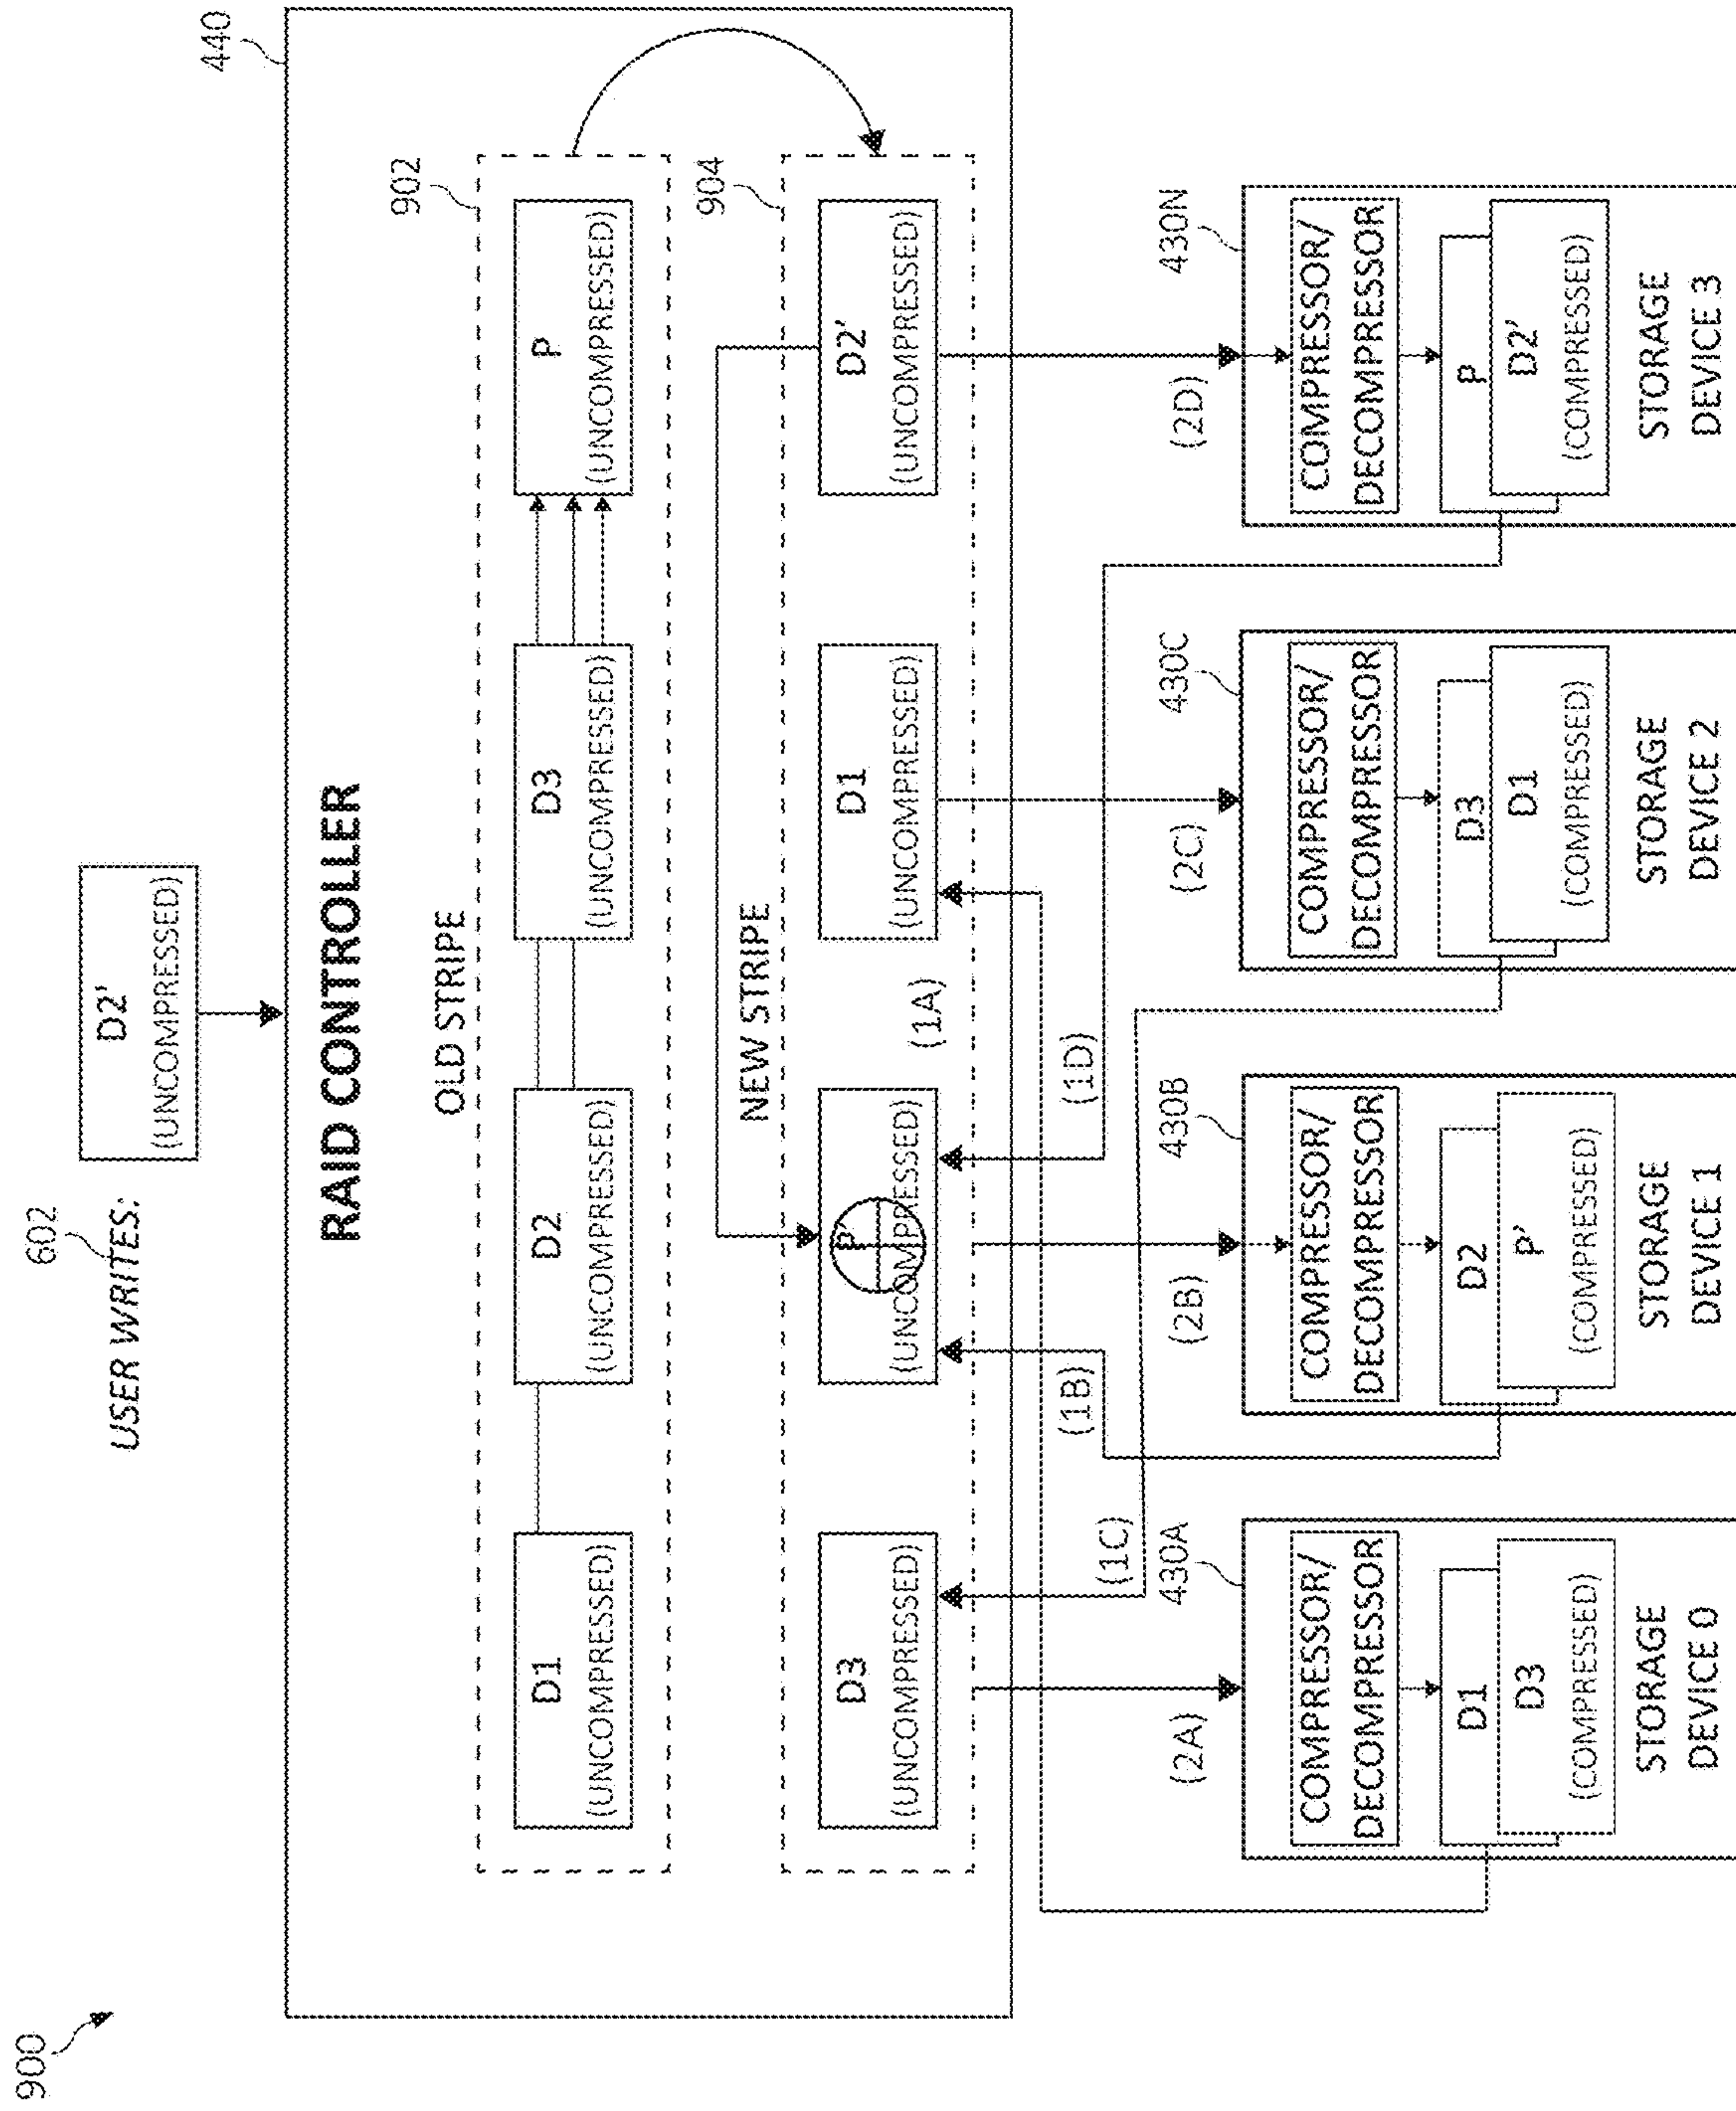 900
602
USER WRITES:
D2'
(UNCOMPRESSED)
440
RAID CONTROLLER
OLD STRIPE
902
D1
(UNCOMPRESSED)
D2
(UNCOMPRESSED)
D3
(UNCOMPRESSED)
P
(UNCOMPRESSED)
NEW STRIPE
904
D3
(UNCOMPRESSED)
P'
(UNCOMPRESSED)
D1
(UNCOMPRESSED)
D2'
(UNCOMPRESSED)
(1A)
(1B)
(1D)
(1C)
(2A)
(2B)
(2C)
(2D)
430A
COMPRESSOR/
DECOMPRESSOR
D1
D3
(COMPRESSED)
STORAGE
DEVICE 0
430B
COMPRESSOR/
DECOMPRESSOR
D2
P'
(COMPRESSED)
STORAGE
DEVICE 1
430C
COMPRESSOR/
DECOMPRESSOR
D3
D1
(COMPRESSED)
STORAGE
DEVICE 2
430N
COMPRESSOR/
DECOMPRESSOR
P
D2'
(COMPRESSED)
STORAGE
DEVICE 3